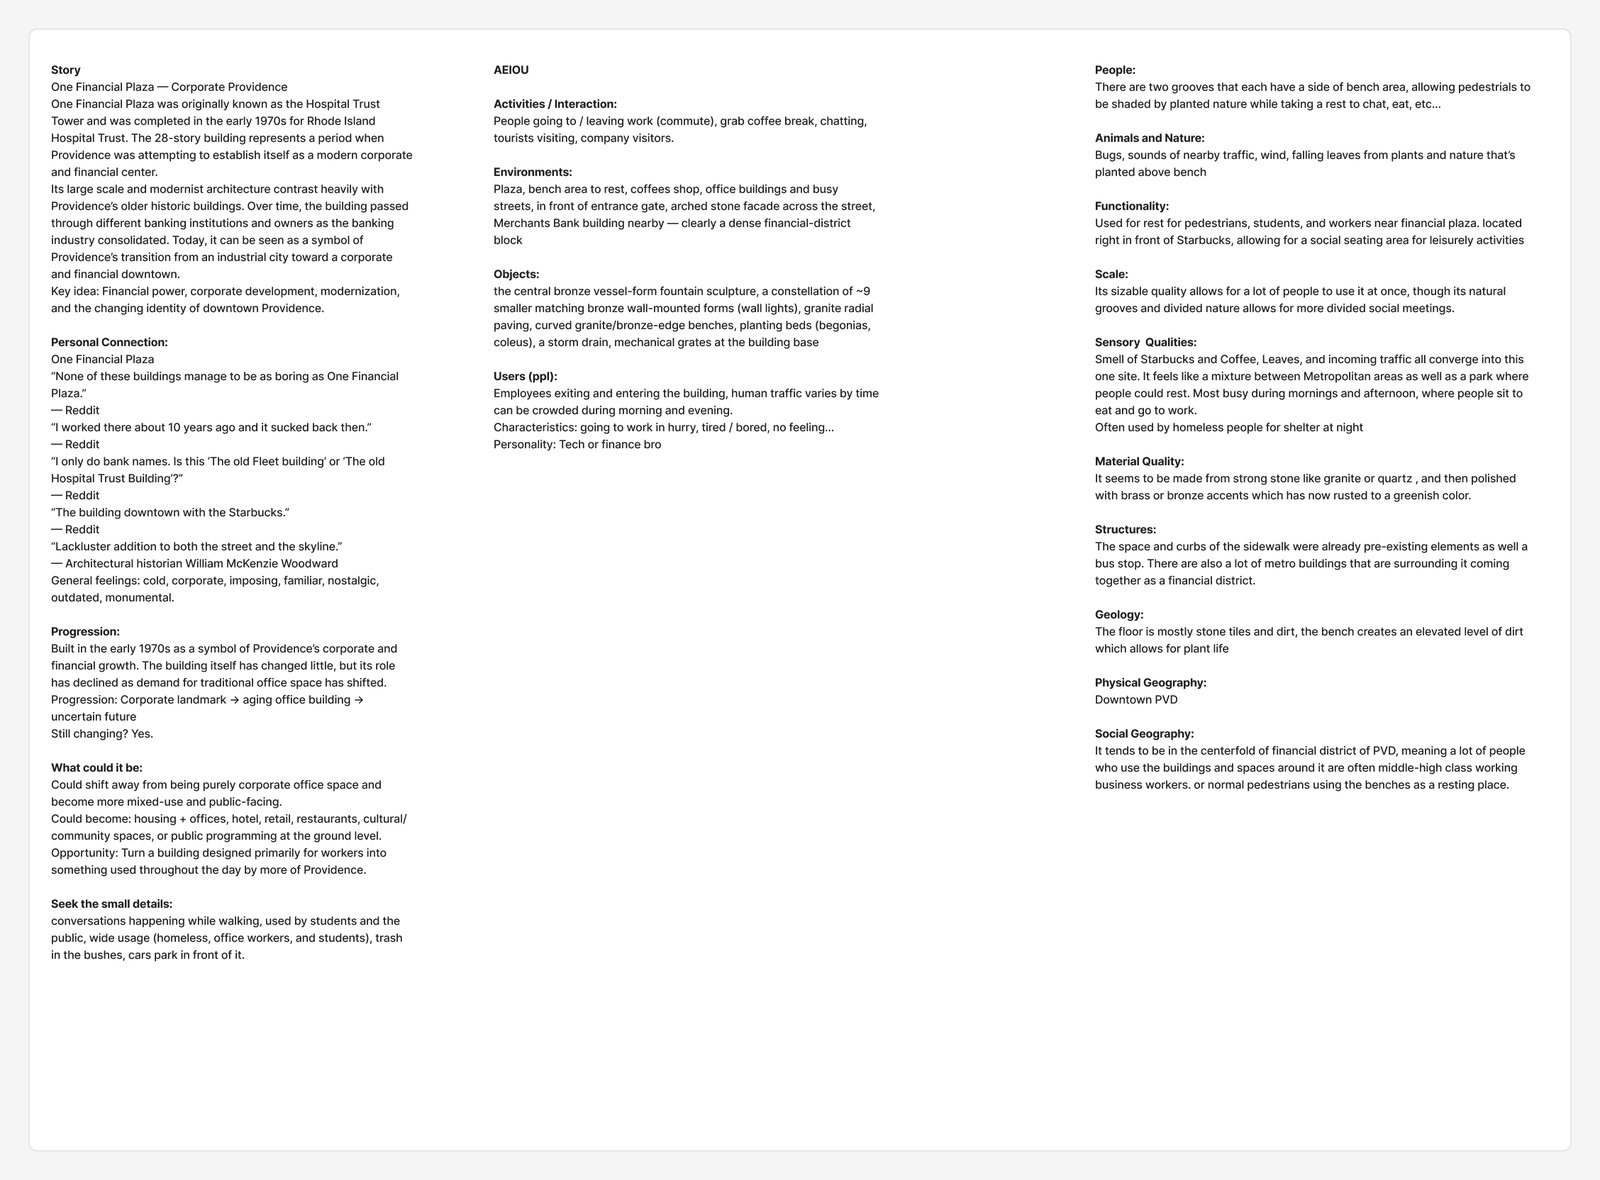 Story
One Financial Plaza — Corporate Providence
One Financial Plaza was originally known as the Hospital Trust
Tower and was completed in the early 1970s for Rhode Island
Hospital Trust. The 28-story building represents a period when
Providence was attempting to establish itself as a modern corporate
and financial center.
Its large scale and modernist architecture contrast heavily with
Providence’s older historic buildings. Over time, the building passed
through different banking institutions and owners as the banking
industry consolidated. Today, it can be seen as a symbol of
Providence’s transition from an industrial city toward a corporate
and financial downtown.
Key idea: Financial power, corporate development, modernization,
and the changing identity of downtown Providence.
Personal Connection:
One Financial Plaza
“None of these buildings manage to be as boring as One Financial
Plaza.”
— Reddit
“I worked there about 10 years ago and it sucked back then.”
— Reddit
“I only do bank names. Is this ‘The old Fleet building’ or ‘The old
Hospital Trust Building’?”
— Reddit
“The building downtown with the Starbucks.”
— Reddit
“Lackluster addition to both the street and the skyline.”
— Architectural historian William McKenzie Woodward
General feelings: cold, corporate, imposing, familiar, nostalgic,
outdated, monumental.
Progression:
Built in the early 1970s as a symbol of Providence’s corporate and
financial growth. The building itself has changed little, but its role
has declined as demand for traditional office space has shifted.
Progression: Corporate landmark → aging office building →
uncertain future
Still changing? Yes.
What could it be:
Could shift away from being purely corporate office space and
become more mixed-use and public-facing.
Could become: housing + offices, hotel, retail, restaurants, cultural/
community spaces, or public programming at the ground level.
Opportunity: Turn a building designed primarily for workers into
something used throughout the day by more of Providence.
Seek the small details:
conversations happening while walking, used by students and the
public, wide usage (homeless, office workers, and students), trash
in the bushes, cars park in front of it.
AEIOU
Activities / Interaction:
People going to / leaving work (commute), grab coffee break, chatting,
tourists visiting, company visitors.
Environments:
Plaza, bench area to rest, coffees shop, office buildings and busy
streets, in front of entrance gate, arched stone facade across the street,
Merchants Bank building nearby — clearly a dense financial-district
block
Objects:
the central bronze vessel-form fountain sculpture, a constellation of ~9
smaller matching bronze wall-mounted forms (wall lights), granite radial
paving, curved granite/bronze-edge benches, planting beds (begonias,
coleus), a storm drain, mechanical grates at the building base
Users (ppl):
Employees exiting and entering the building, human traffic varies by time
can be crowded during morning and evening.
Characteristics: going to work in hurry, tired / bored, no feeling...
Personality: Tech or finance bro
People:
There are two grooves that each have a side of bench area, allowing pedestrials to
be shaded by planted nature while taking a rest to chat, eat, etc...
Animals and Nature:
Bugs, sounds of nearby traffic, wind, falling leaves from plants and nature that’s
planted above bench
Functionality:
Used for rest for pedestrians, students, and workers near financial plaza. located
right in front of Starbucks, allowing for a social seating area for leisurely activities
Scale:
Its sizable quality allows for a lot of people to use it at once, though its natural
grooves and divided nature allows for more divided social meetings.
Sensory  Qualities:
Smell of Starbucks and Coffee, Leaves, and incoming traffic all converge into this
one site. It feels like a mixture between Metropolitan areas as well as a park where
people could rest. Most busy during mornings and afternoon, where people sit to
eat and go to work.
Often used by homeless people for shelter at night
Material Quality:
It seems to be made from strong stone like granite or quartz , and then polished
with brass or bronze accents which has now rusted to a greenish color.
Structures:
The space and curbs of the sidewalk were already pre-existing elements as well a
bus stop. There are also a lot of metro buildings that are surrounding it coming
together as a financial district.
Geology:
The floor is mostly stone tiles and dirt, the bench creates an elevated level of dirt
which allows for plant life
Physical Geography:
Downtown PVD
Social Geography:
It tends to be in the centerfold of financial district of PVD, meaning a lot of people
who use the buildings and spaces around it are often middle-high class working
business workers. or normal pedestrians using the benches as a resting place.